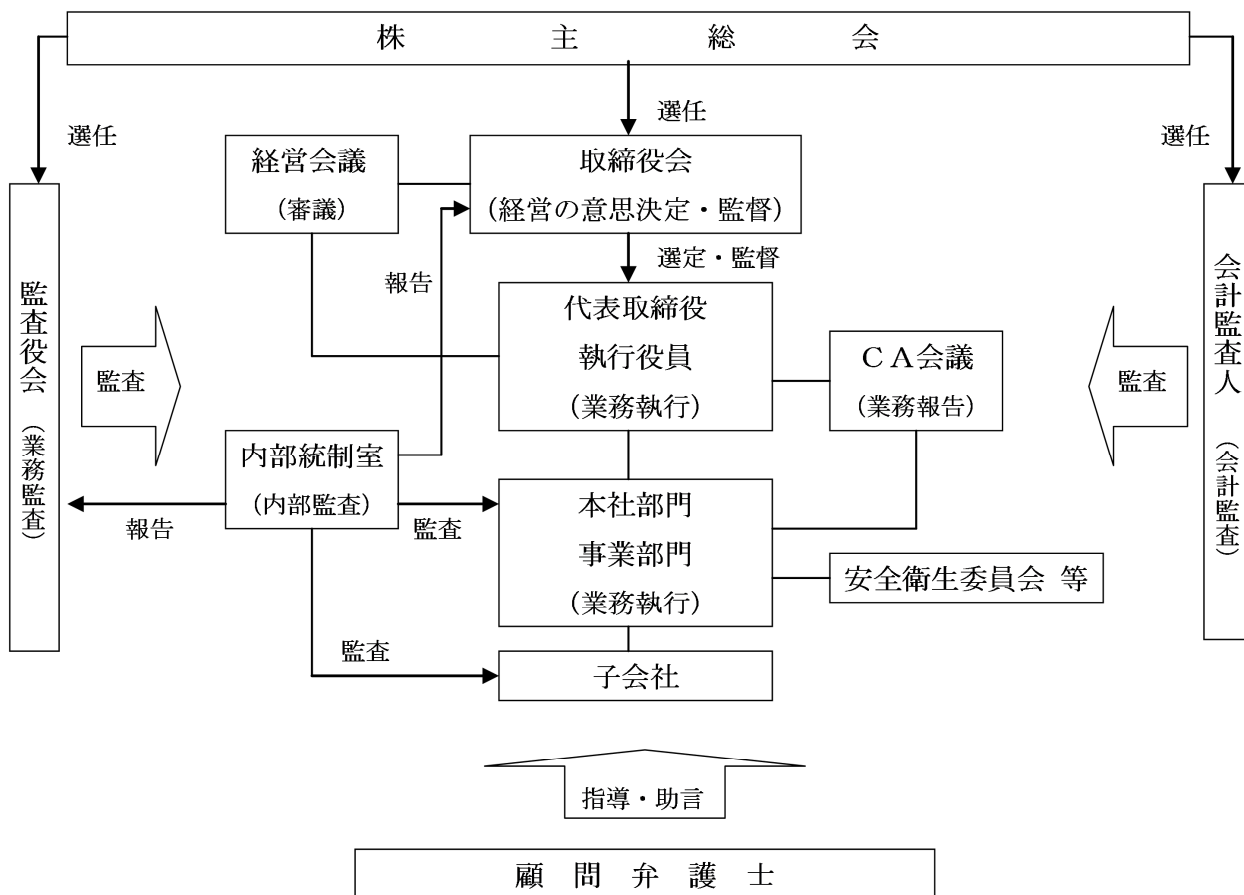 株主総会
選任
選任
選任
経営会議
（審議）
取締役会
（経営の意思決定・監督）
選定・監督
報告
代表取締役
執行役員
（業務執行）
ＣＡ会議
（業務報告）
監査役会（業務監査）
監査
監査
会計監査人（会計監査）
内部統制室
（内部監査）
報告
監査
本社部門
事業部門
（業務執行）
安全衛生委員会 等
監査
子会社
指導・助言
顧問弁護士